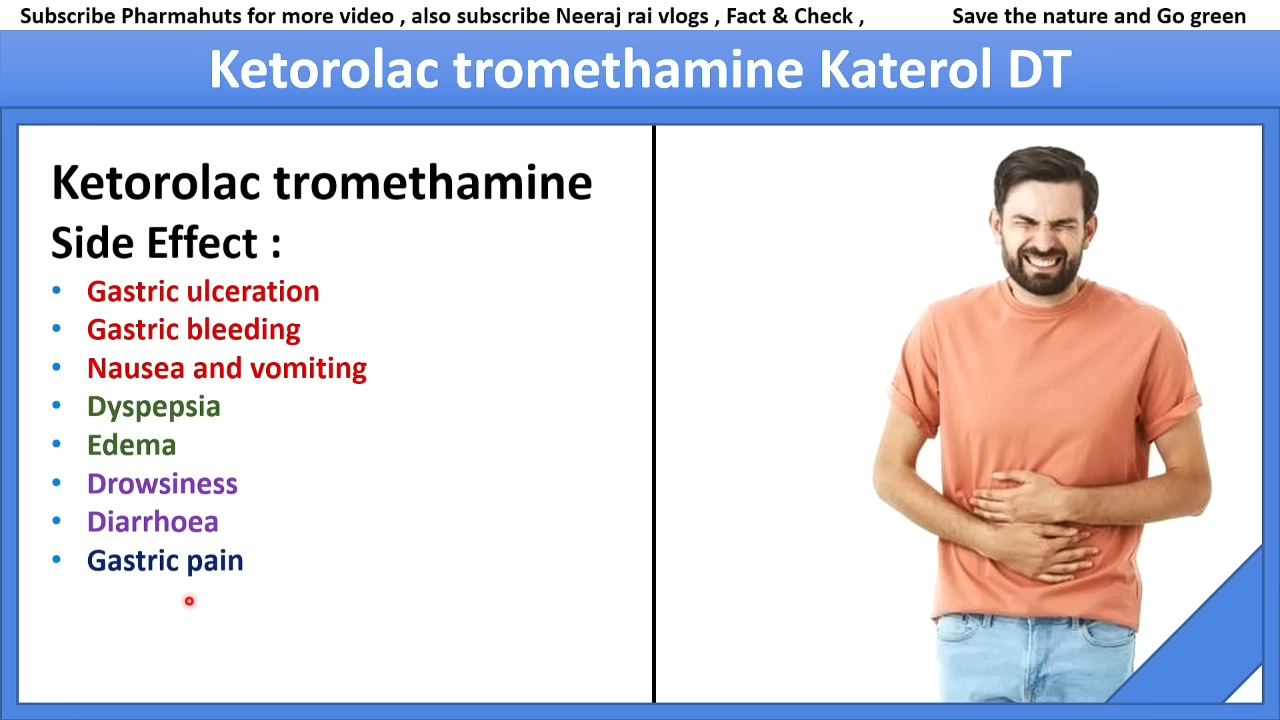 Subscribe Pharmahuts for more video , also subscribe Neeraj rai vlogs , Fact & Check , Save the nature and Go green
Ketorolac tromethamine Katerol DT
Ketorolac tromethamine
Side Effect :
• Gastric ulceration
• Gastric bleeding
• Nausea and vomiting
• Dyspepsia
• Edema
• Drowsiness
• Diarrhoea
• Gastric pain